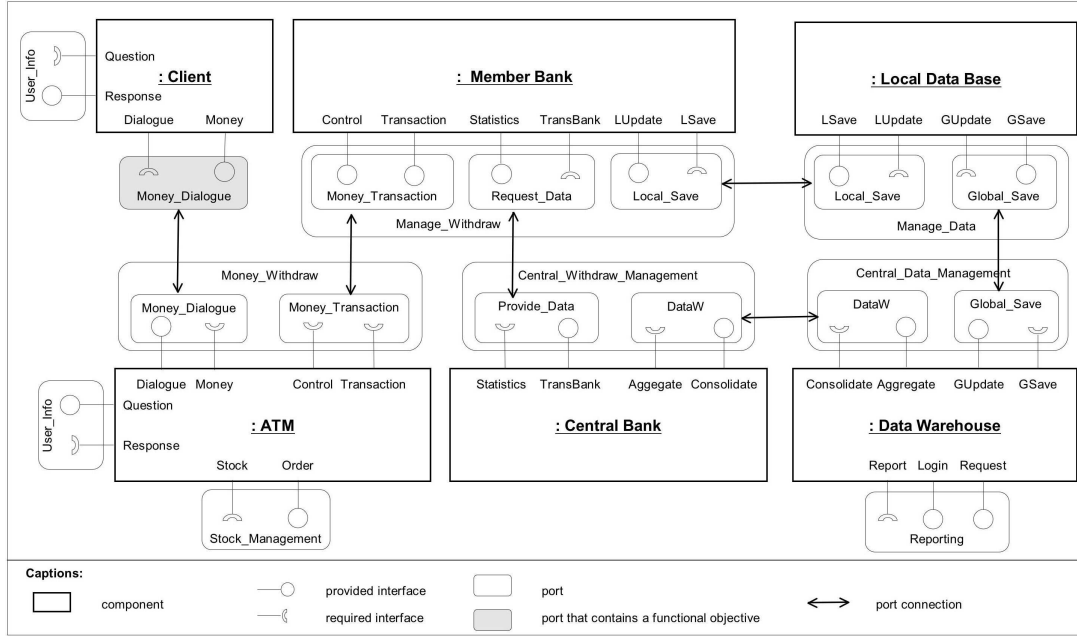 User_Info
Question
Response
: Client
Dialogue Money
: Member Bank
Control Transaction Statistics TransBank LUpdate LSave
: Local Data Base
LSave LUpdate GUpdate GSave
Money_Dialogue
Money_Transaction
Request_Data
Local_Save
Manage_Withdraw
Local_Save
Global_Save
Manage_Data
Money_Withdraw
Money_Dialogue
Money_Transaction
Central_Withdraw_Management
Provide_Data
DataW
Central_Data_Management
DataW
Global_Save
Dialogue Money Control Transaction
User_Info
Question
Response
: ATM
Stock Order
Stock_Management
Statistics TransBank Aggegate Consolidate
: Central Bank
Consolidate Aggregate GUpdate GSave
: Data Warehouse
Report Login Request
Reporting
Captions:
component
provided interface
required interface
port
port that contains a functional objective
port connection